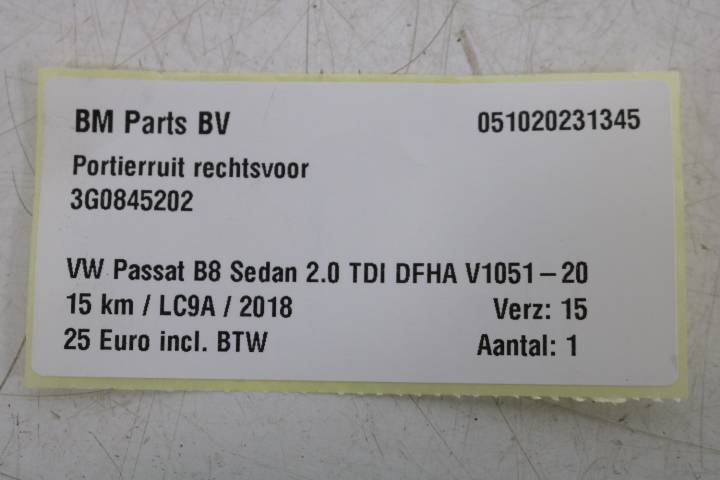 BM Parts BV 051020231345
Portierruit rechtsvoor
3G0845202
VW Passat B8 Sedan 2.0 TDI DFHA V1051-20
15 km / LC9A / 2018 Verz: 15
25 Euro incl. BTW Aantal: 1